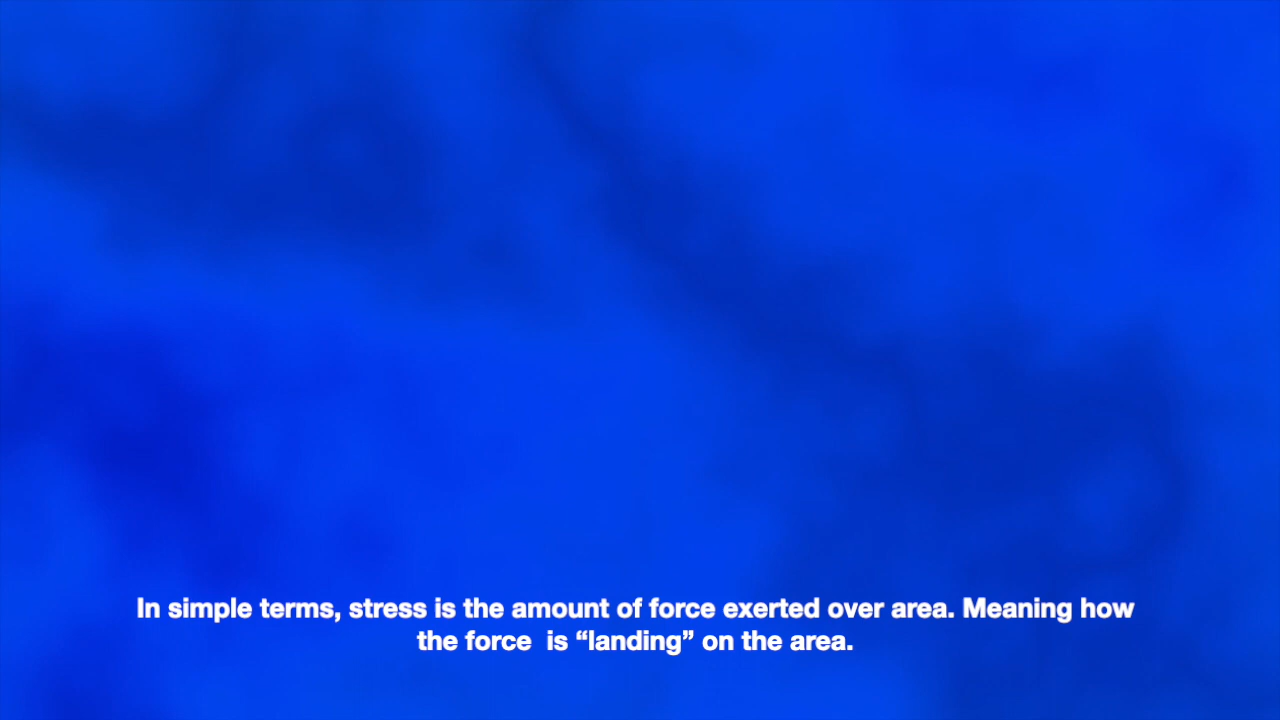 In simple terms, stress is the amount of force exerted over area. Meaning how
the force  is “landing” on the area.